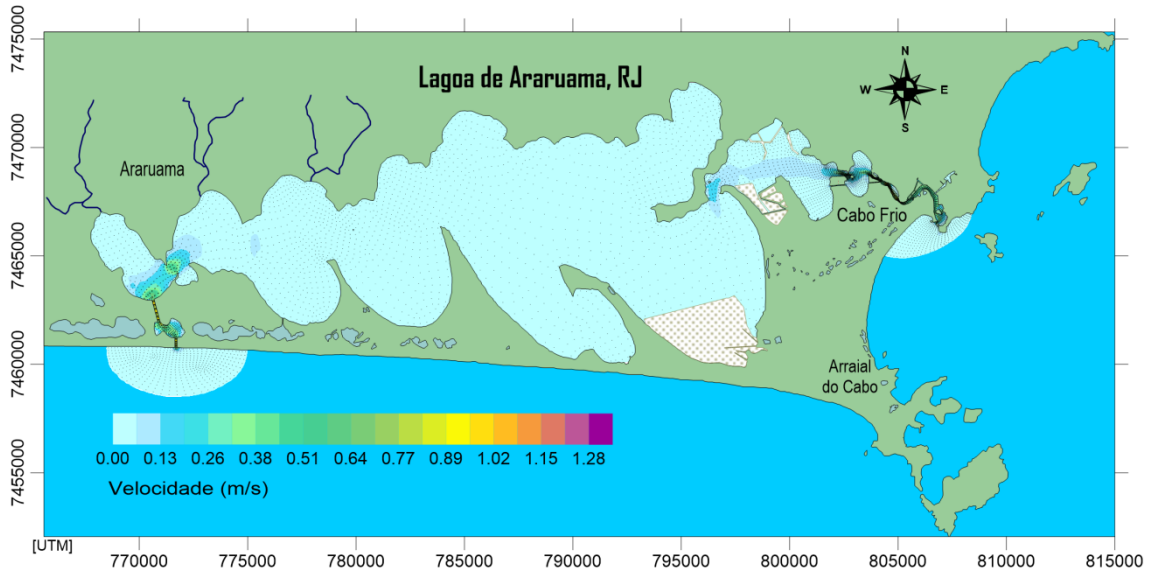 Lagoa de Araruama, RJ
N
W E
S
Araruama
Cabo Frio
Arraial
do Cabo
0.00 0.13 0.26 0.38 0.51 0.64 0.77 0.89 1.02 1.15 1.28
Velocidade (m/s)
7475000
7470000
7465000
7460000
7455000
[UTM]
770000 775000 780000 785000 790000 795000 800000 805000 810000 815000